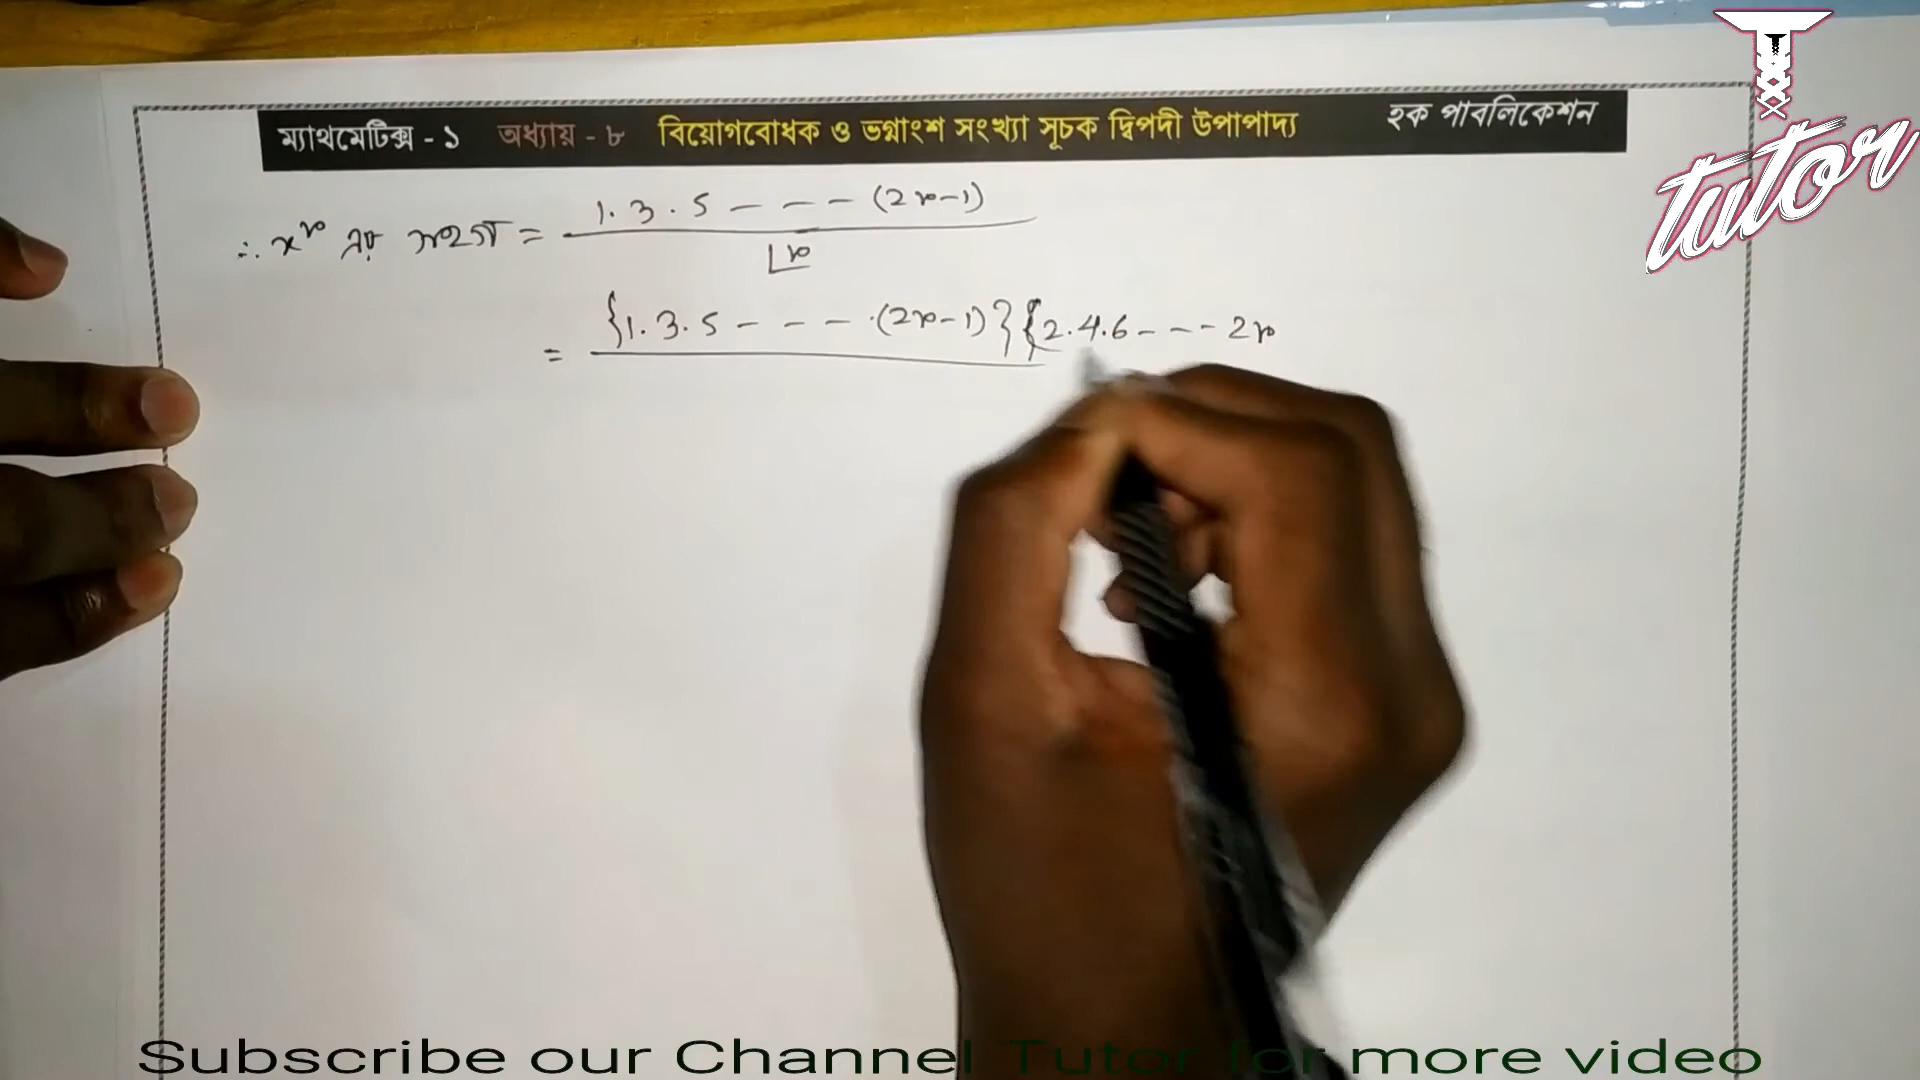 ম্যাথমেটিক্স - ১ অধ্যায় - ৮ বিয়োগবোধক ও ভগ্নাংশ সংখ্যা সূচক দ্বিপদী উপাপাদ্য হক পাবলিকেশন
T
tutor
∴ x^r এর সহগ = 1.3.5 - - - (2r-1)
⌊r
= {1.3.5 - - - -(2r-1)}{2.4.6 - - - 2r
Subscribe our Channel Tutor for more video